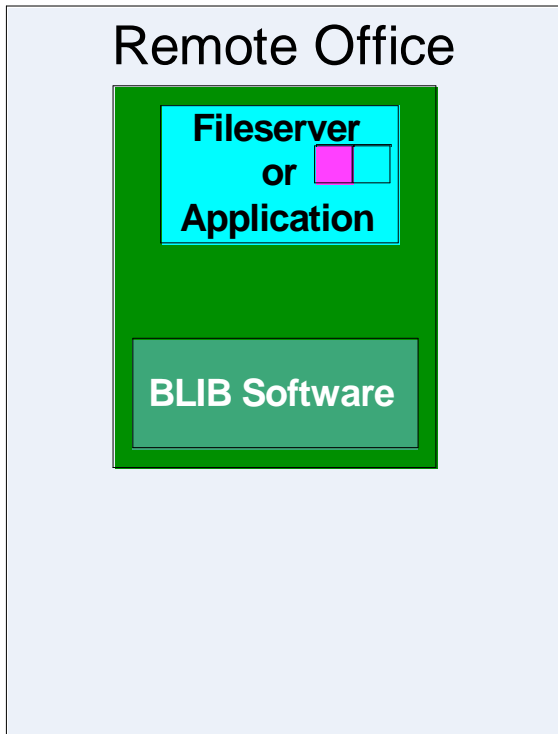 Remote Office
Fileserver
or
Application
BLIB Software